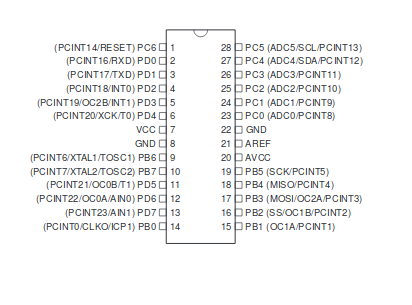 (PCINT14/RESET) PC6 1 28 PC5 (ADC5/SCL/PCINT13)
(PCINT16/RXD) PD0 2 27 PC4 (ADC4/SDA/PCINT12)
(PCINT17/TXD) PD1 3 26 PC3 (ADC3/PCINT11)
(PCINT18/INT0) PD2 4 25 PC2 (ADC2/PCINT10)
(PCINT19/OC2B/INT1) PD3 5 24 PC1 (ADC1/PCINT9)
(PCINT20/XCK/T0) PD4 6 23 PC0 (ADC0/PCINT8)
VCC 7 22 GND
GND 8 21 AREF
(PCINT6/XTAL1/TOSC1) PB6 9 20 AVCC
(PCINT7/XTAL2/TOSC2) PB7 10 19 PB5 (SCK/PCINT5)
(PCINT21/OC0B/T1) PD5 11 18 PB4 (MISO/PCINT4)
(PCINT22/OC0A/AIN0) PD6 12 17 PB3 (MOSI/OC2A/PCINT3)
(PCINT23/AIN1) PD7 13 16 PB2 (SS/OC1B/PCINT2)
(PCINT0/CLKO/ICP1) PB0 14 15 PB1 (OC1A/PCINT1)